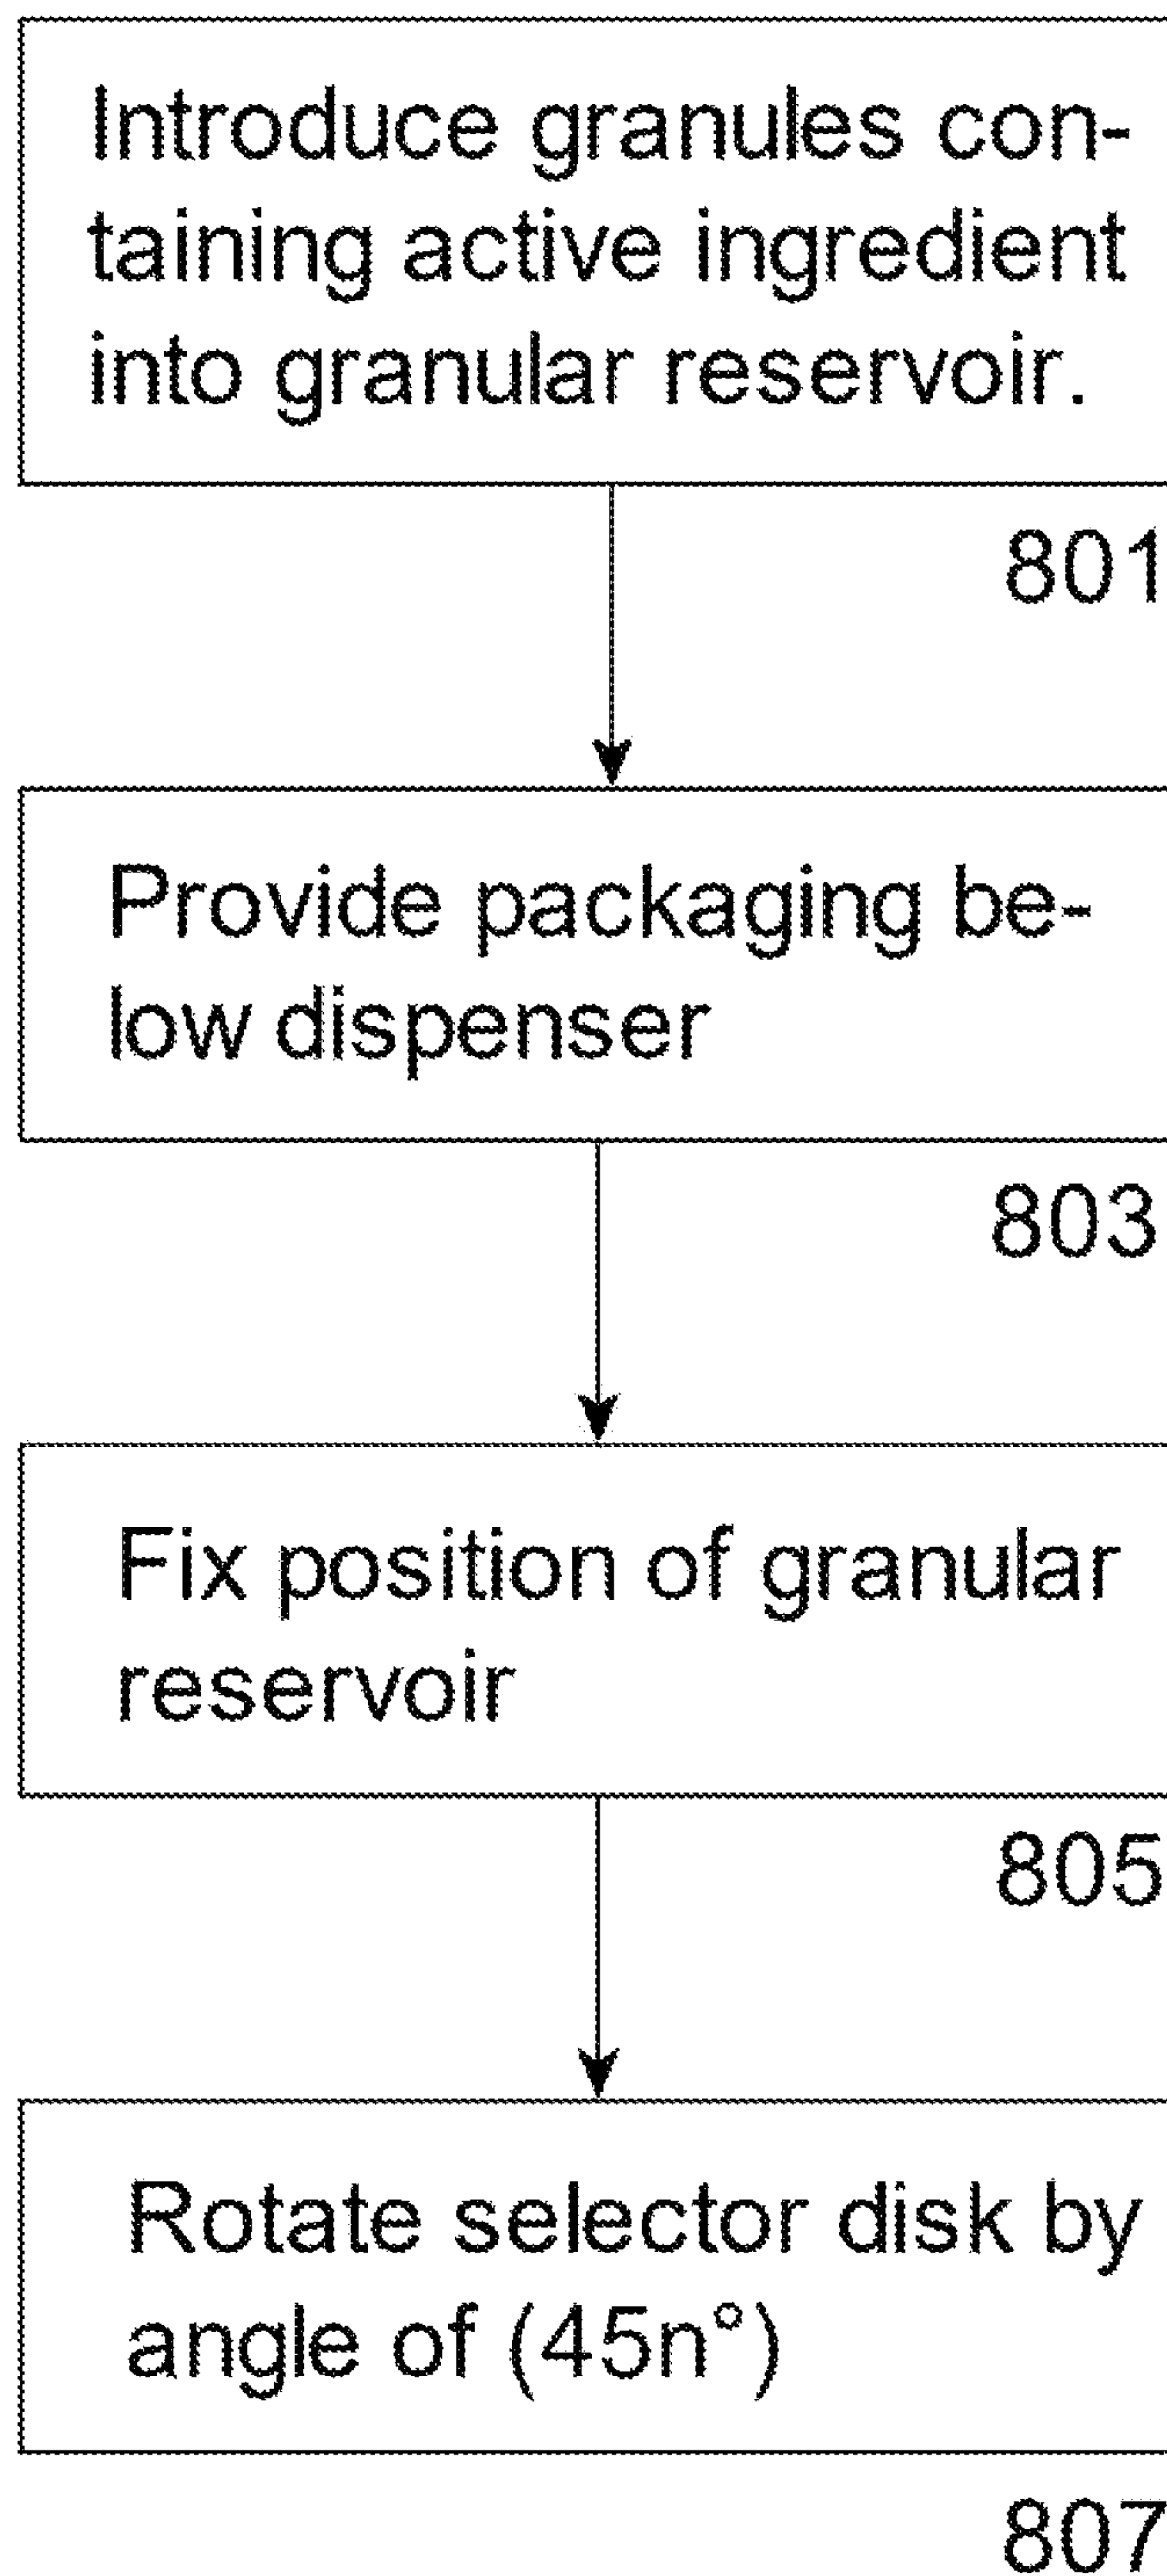 Introduce granules con-
taining active ingredient
into granular reservoir.
801
Provide packaging be-
low dispenser
803
Fix position of granular
reservoir
805
Rotate selector disk by
angle of (45n°)
807